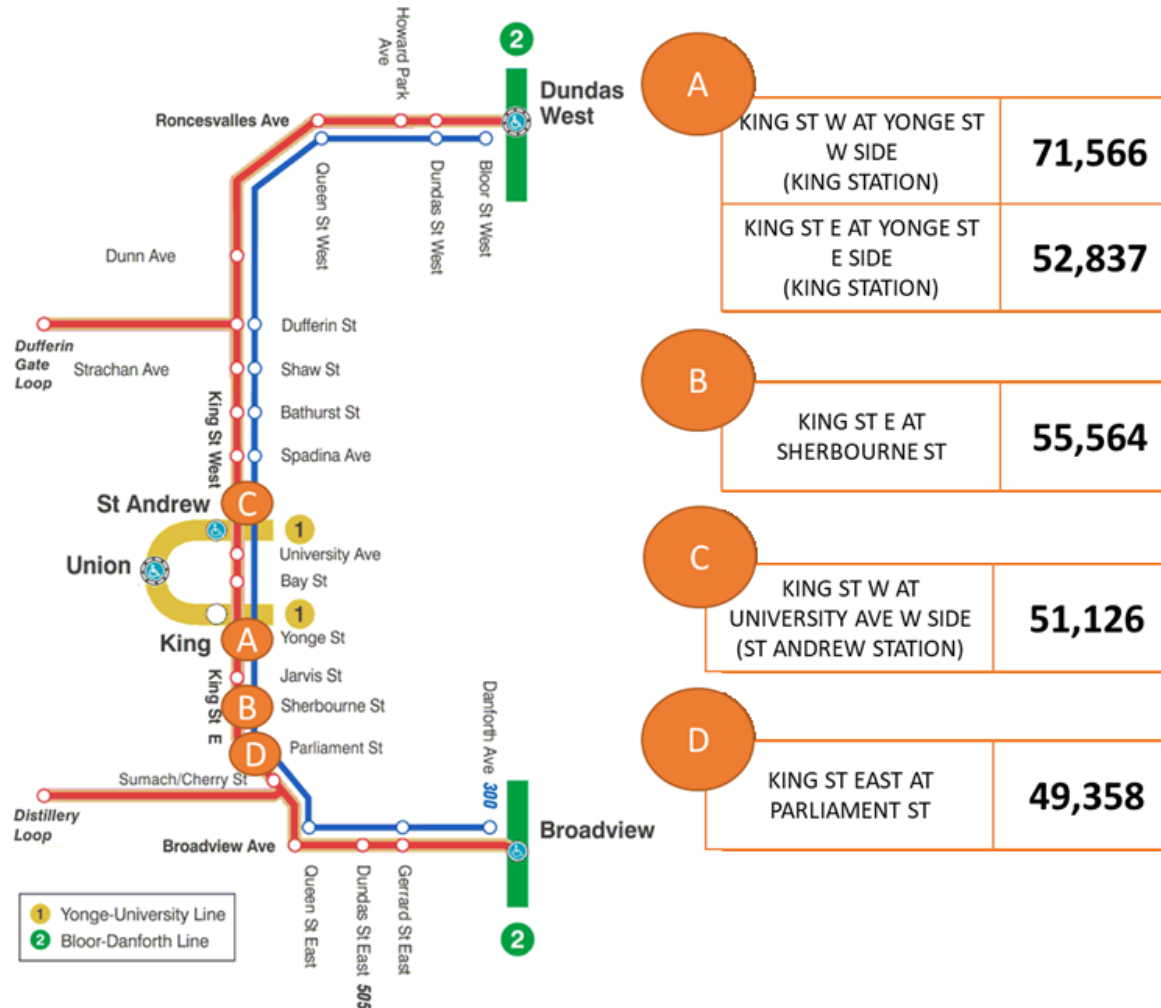 2
Howard Park
Ave
Dundas
West
Roncesvalles Ave
Queen St West
Dundas St West
Bloor St West
Dunn Ave
Dufferin St
Dufferin
Gate
Loop
Strachan Ave
Shaw St
King St West
Bathurst St
Spadina Ave
St Andrew
C
1
University Ave
Union
Bay St
1
King
A
Yonge St
Jarvis St
King St E
B
Sherbourne St
D
Parliament St
Danforth Ave 300
Sumach/Cherry St
Distillery
Loop
Broadview Ave
Broadview
Queen St East
Dundas St East 505
Gerrard St East
2
1 Yonge-University Line
2 Bloor-Danforth Line
A
KING ST W AT YONGE ST
W SIDE
(KING STATION)
71,566
KING ST E AT YONGE ST
E SIDE
(KING STATION)
52,837
B
KING ST E AT
SHERBOURNE ST
55,564
C
KING ST W AT
UNIVERSITY AVE W SIDE
(ST ANDREW STATION)
51,126
D
KING ST EAST AT
PARLIAMENT ST
49,358